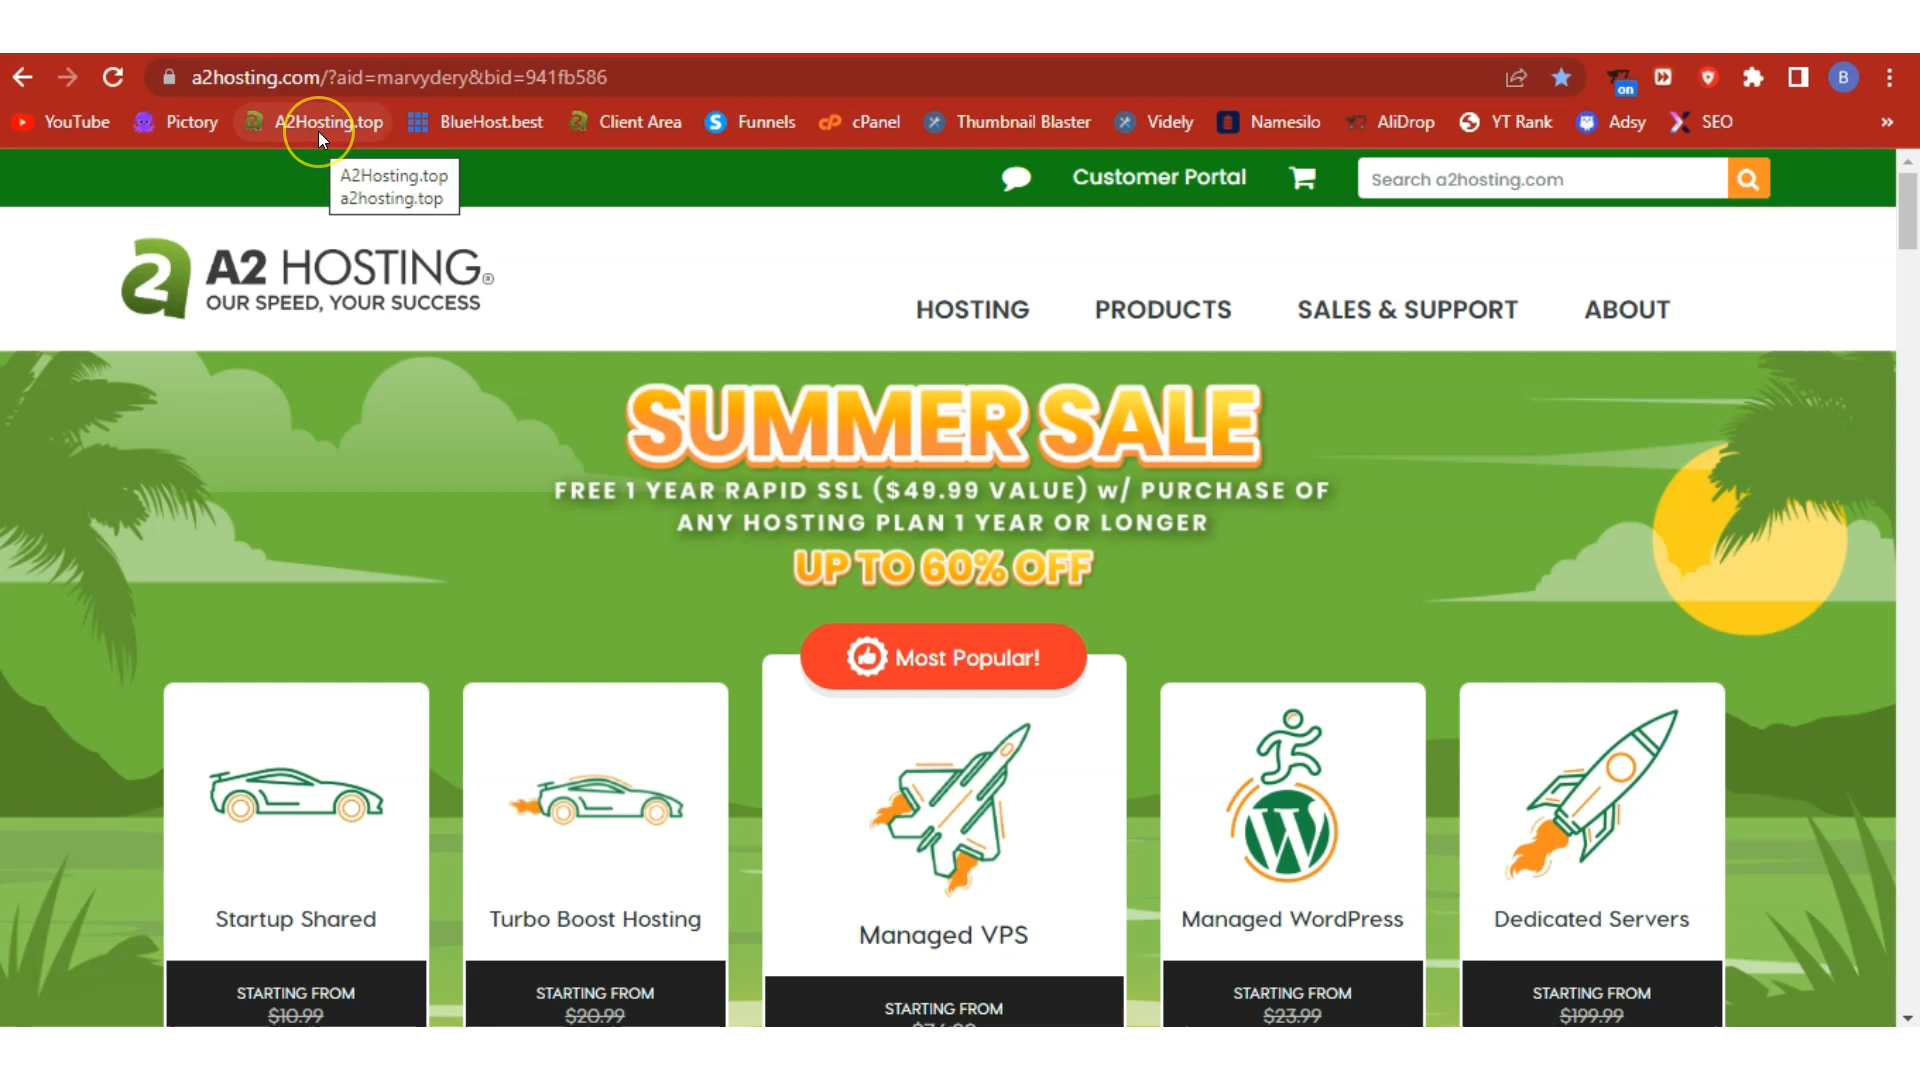 a2hosting.com/?aid=marvydery&bid=941fb586
on
B
YouTube Pictory A2Hosting.top BlueHost.best Client Area Funnels cPanel Thumbnail Blaster Videly Namesilo AliDrop YT Rank Adsy SEO »
A2Hosting.top
a2hosting.top
Customer Portal
Search a2hosting.com
A2 HOSTING®
OUR SPEED, YOUR SUCCESS
HOSTING PRODUCTS SALES & SUPPORT ABOUT
SUMMER SALE
FREE 1 YEAR RAPID SSL ($49.99 VALUE) w/ PURCHASE OF
ANY HOSTING PLAN 1 YEAR OR LONGER
UP TO 60% OFF
Most Popular!
Startup Shared
STARTING FROM
$10.99
Turbo Boost Hosting
STARTING FROM
$20.99
Managed VPS
STARTING FROM
Managed WordPress
STARTING FROM
$23.99
Dedicated Servers
STARTING FROM
$199.99